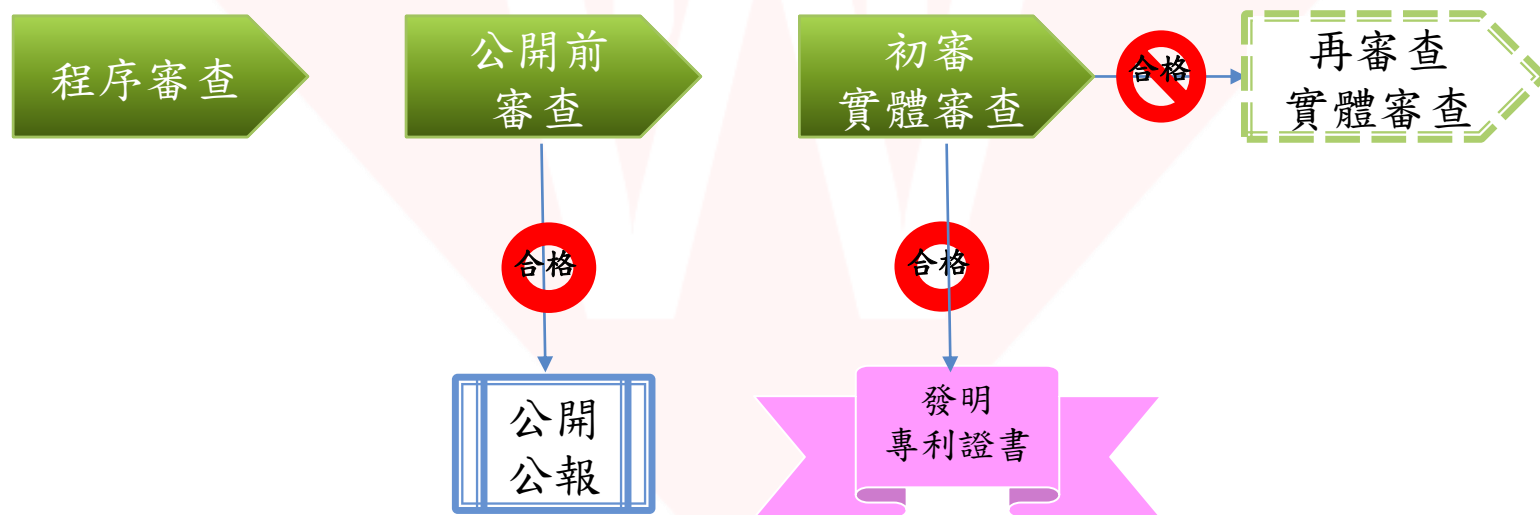 程序審查
公開前
審查
初審
實體審查
合格
再審查
實體審查
合格
合格
公開
公報
發明
專利證書